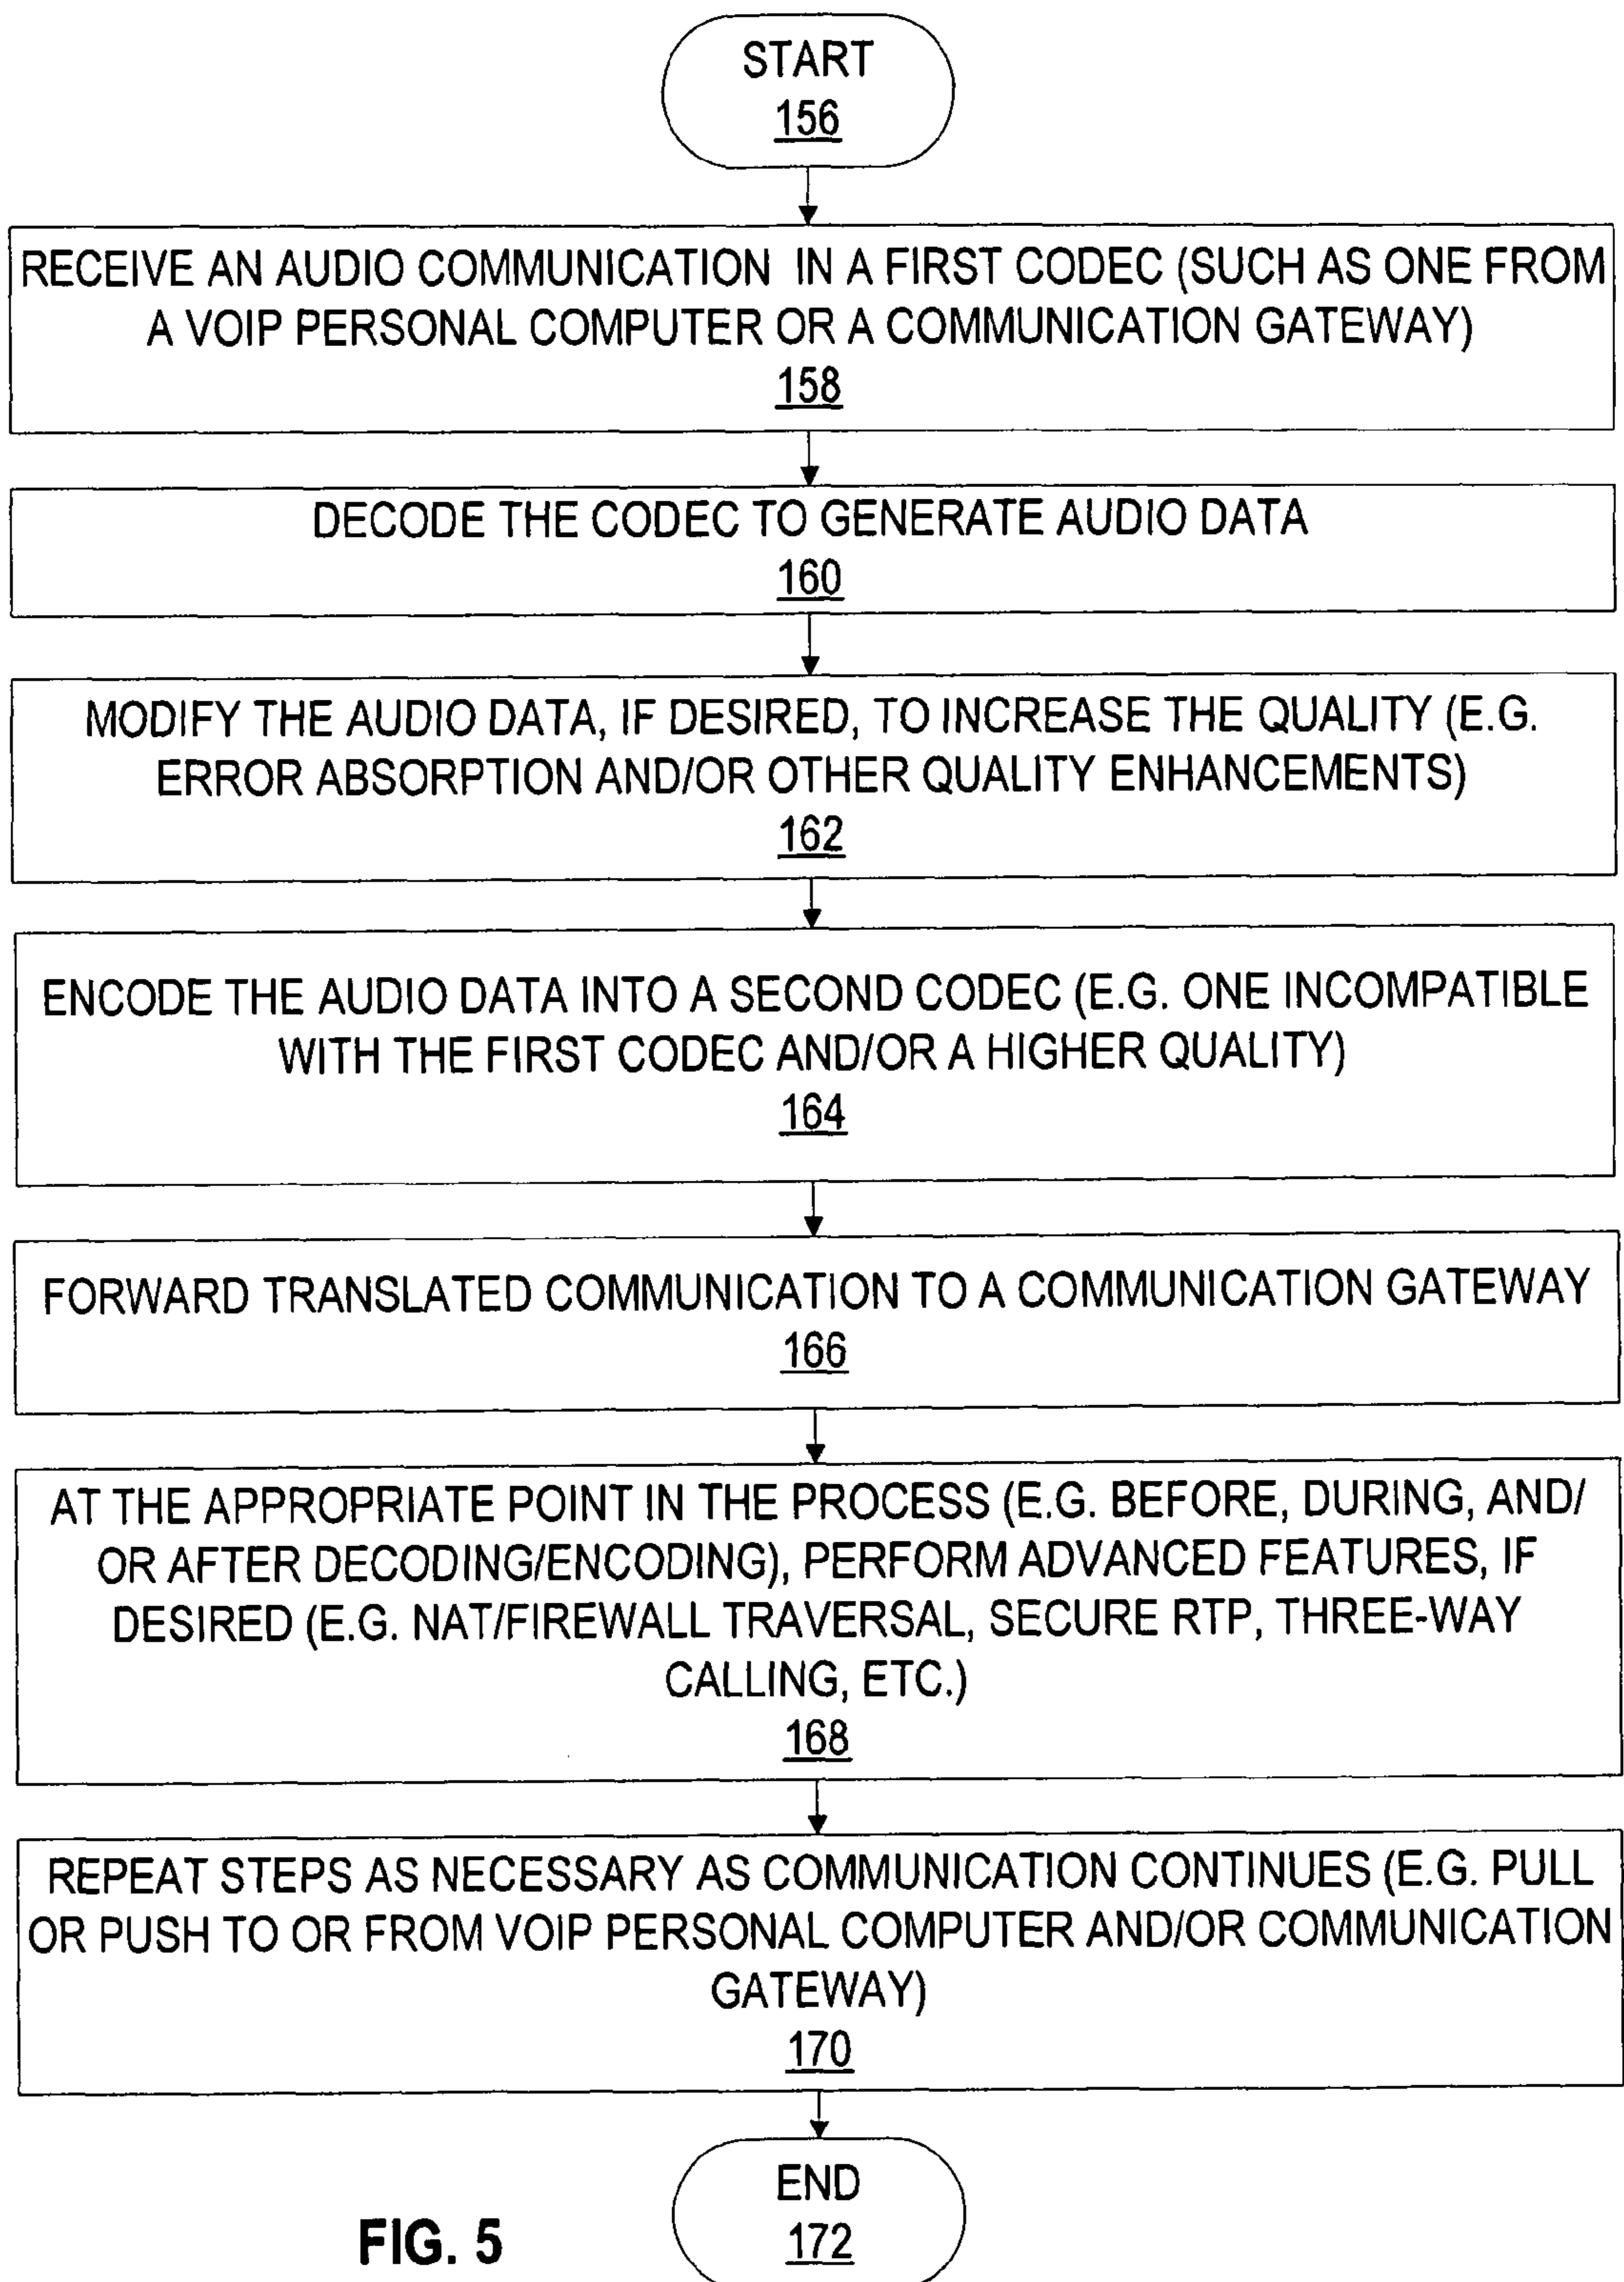 START
156
RECEIVE AN AUDIO COMMUNICATION IN A FIRST CODEC (SUCH AS ONE FROM
A VOIP PERSONAL COMPUTER OR A COMMUNICATION GATEWAY)
158
DECODE THE CODEC TO GENERATE AUDIO DATA
160
MODIFY THE AUDIO DATA, IF DESIRED, TO INCREASE THE QUALITY (E.G.
ERROR ABSORPTION AND/OR OTHER QUALITY ENHANCEMENTS)
162
ENCODE THE AUDIO DATA INTO A SECOND CODEC (E.G. ONE INCOMPATIBLE
WITH THE FIRST CODEC AND/OR A HIGHER QUALITY)
164
FORWARD TRANSLATED COMMUNICATION TO A COMMUNICATION GATEWAY
166
AT THE APPROPRIATE POINT IN THE PROCESS (E.G. BEFORE, DURING, AND/
OR AFTER DECODING/ENCODING), PERFORM ADVANCED FEATURES, IF
DESIRED (E.G. NAT/FIREWALL TRAVERSAL, SECURE RTP, THREE-WAY
CALLING, ETC.)
168
REPEAT STEPS AS NECESSARY AS COMMUNICATION CONTINUES (E.G. PULL
OR PUSH TO OR FROM VOIP PERSONAL COMPUTER AND/OR COMMUNICATION
GATEWAY)
170
END
172
FIG. 5